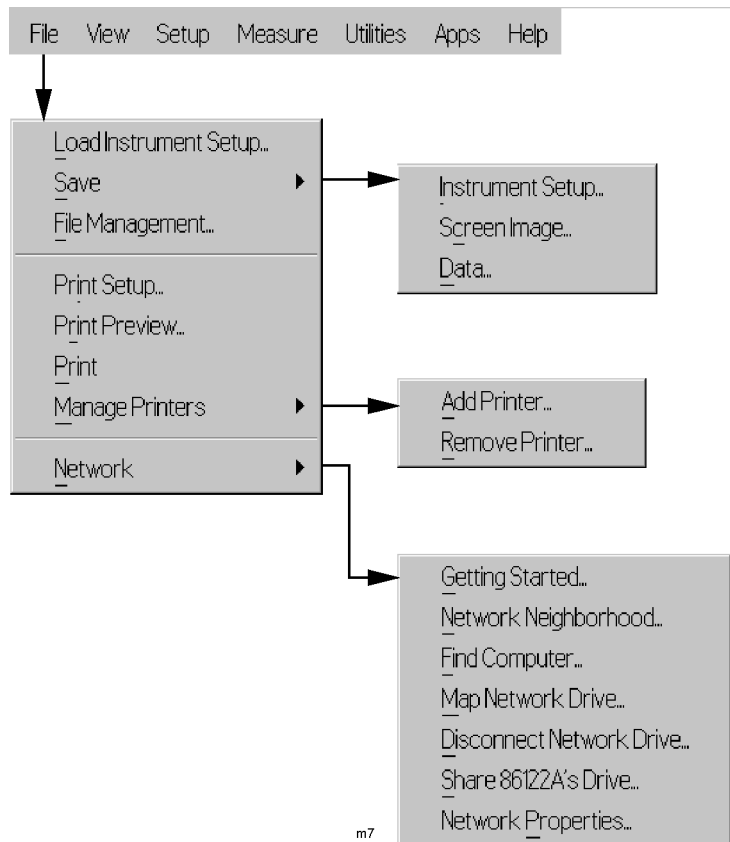 File View Setup Measure Utilities Apps Help
Load Instrument Setup...
Save
File Management...
Print Setup...
Print Preview...
Print
Manage Printers
Network
Instrument Setup...
Screen Image...
Data...
Add Printer...
Remove Printer...
Getting Started...
Network Neighborhood...
Find Computer...
Map Network Drive...
Disconnect Network Drive...
Share 86122A's Drive...
Network Properties...
m7